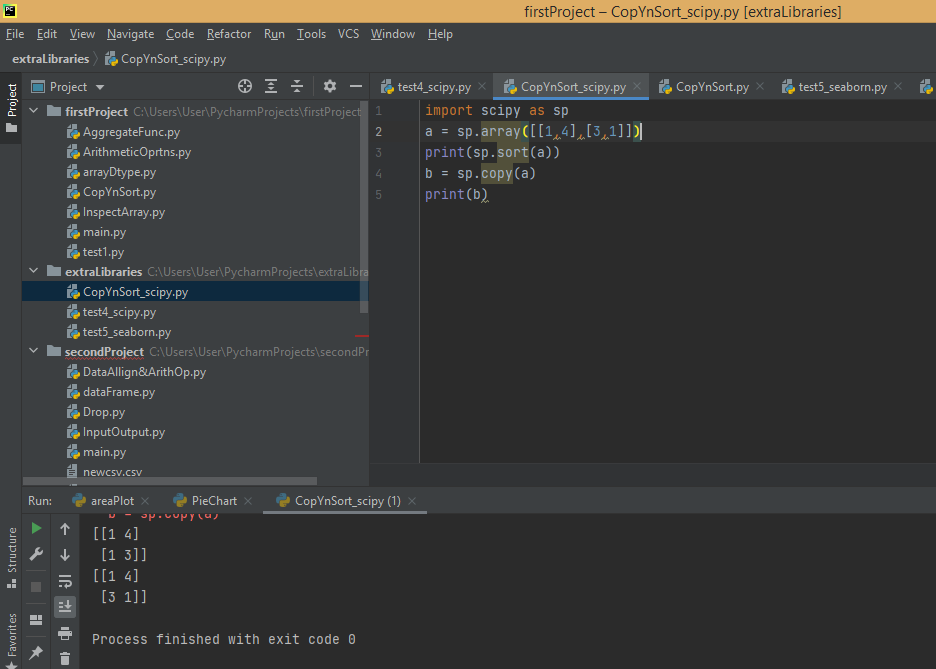 PC
firstProject – CopYnSort_scipy.py [extraLibraries]
File Edit View Navigate Code Refactor Run Tools VCS Window Help
extraLibraries CopYnSort_scipy.py
Project
Project
test4_scipy.py CopYnSort_scipy.py CopYnSort.py test5_seaborn.py
firstProject C:\Users\User\PycharmProjects\firstProject
AggregateFunc.py
ArithmeticOprtns.py
arrayDtype.py
CopYnSort.py
InspectArray.py
main.py
test1.py
extraLibraries C:\Users\User\PycharmProjects\extraLibra
CopYnSort_scipy.py
test4_scipy.py
test5_seaborn.py
secondProject C:\Users\User\PycharmProjects\secondPr
DataAllign&ArithOp.py
dataFrame.py
Drop.py
InputOutput.py
main.py
newcsv.csv
1 import scipy as sp
2 a = sp.array([[1,4],[3,1]])
3 print(sp.sort(a))
4 b = sp.copy(a)
5 print(b)
Run: areaPlot PieChart CopYnSort_scipy (1)
b = sp.copy(a)
[[1 4]
[1 3]]
[[1 4]
[3 1]]
Process finished with exit code 0
Structure
Favorites